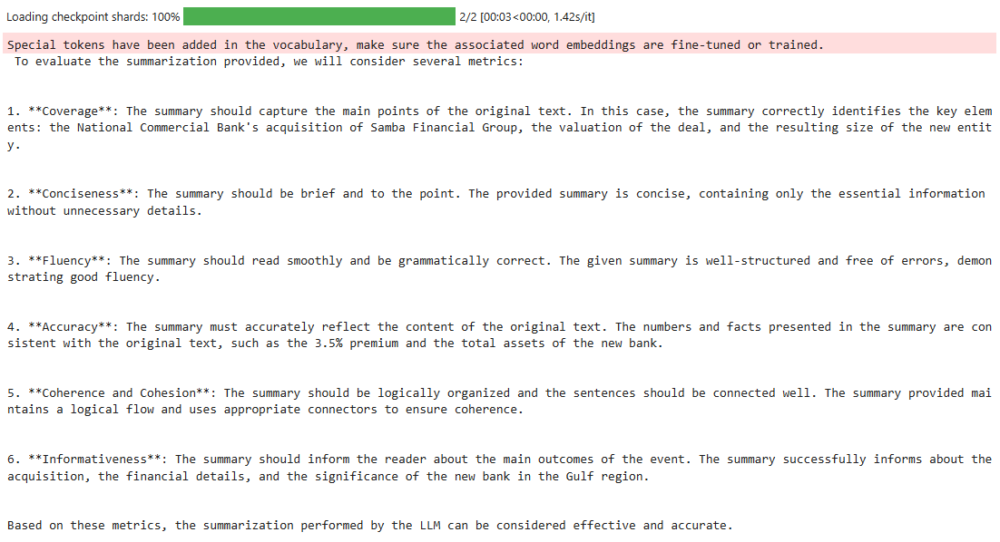 Loading checkpoint shards: 100% 2/2 [00:03<00:00, 1.42s/it]
Special tokens have been added in the vocabulary, make sure the associated word embeddings are fine-tuned or trained.
To evaluate the summarization provided, we will consider several metrics:
1. **Coverage**: The summary should capture the main points of the original text. In this case, the summary correctly identifies the key elem
ents: the National Commercial Bank's acquisition of Samba Financial Group, the valuation of the deal, and the resulting size of the new entit
y.
2. **Conciseness**: The summary should be brief and to the point. The provided summary is concise, containing only the essential information
without unnecessary details.
3. **Fluency**: The summary should read smoothly and be grammatically correct. The given summary is well-structured and free of errors, demon
strating good fluency.
4. **Accuracy**: The summary must accurately reflect the content of the original text. The numbers and facts presented in the summary are con
sistent with the original text, such as the 3.5% premium and the total assets of the new bank.
5. **Coherence and Cohesion**: The summary should be logically organized and the sentences should be connected well. The summary provided mai
ntains a logical flow and uses appropriate connectors to ensure coherence.
6. **Informativeness**: The summary should inform the reader about the main outcomes of the event. The summary successfully informs about the
acquisition, the financial details, and the significance of the new bank in the Gulf region.
Based on these metrics, the summarization performed by the LLM can be considered effective and accurate.